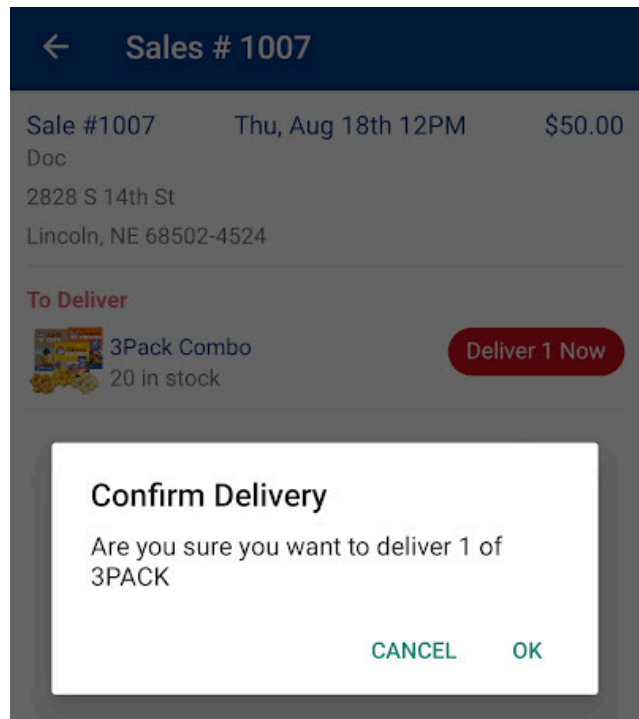 Sales # 1007
Sale #1007 Thu, Aug 18th 12PM $50.00
Doc
2828 S 14th St
Lincoln, NE 68502-4524
To Deliver
3Pack Combo
Deliver 1 Now
20 in stock
Confirm Delivery
Are you sure you want to deliver 1 of
3PACK
CANCEL OK